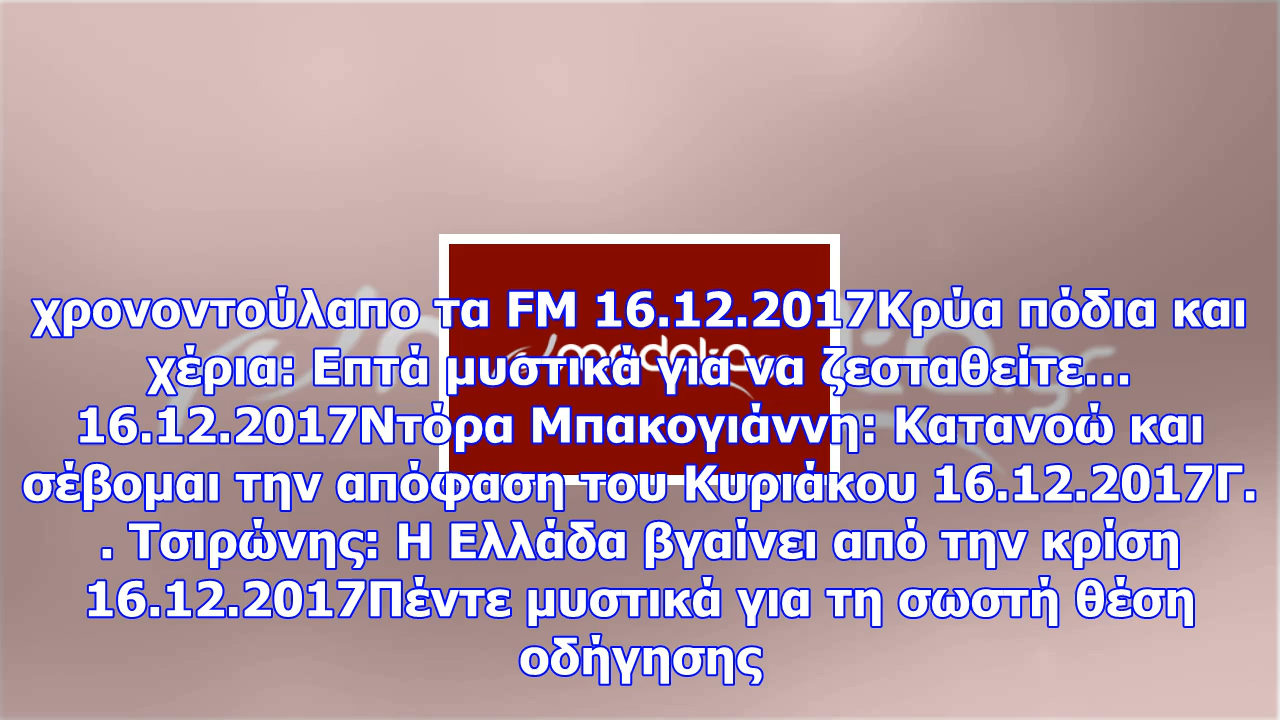 χρονοντούλαπο τα FM 16.12.2017Κρύα πόδια και
χέρια: Επτά μυστικά για να ζεσταθείτε...
16.12.2017Ντόρα Μπακογιάννη: Κατανοώ και
σέβομαι την απόφαση του Κυριάκου 16.12.2017Γ.
. Τσιρώνης: Η Ελλάδα βγαίνει από την κρίση
16.12.2017Πέντε μυστικά για τη σωστή θέση
οδήγησης